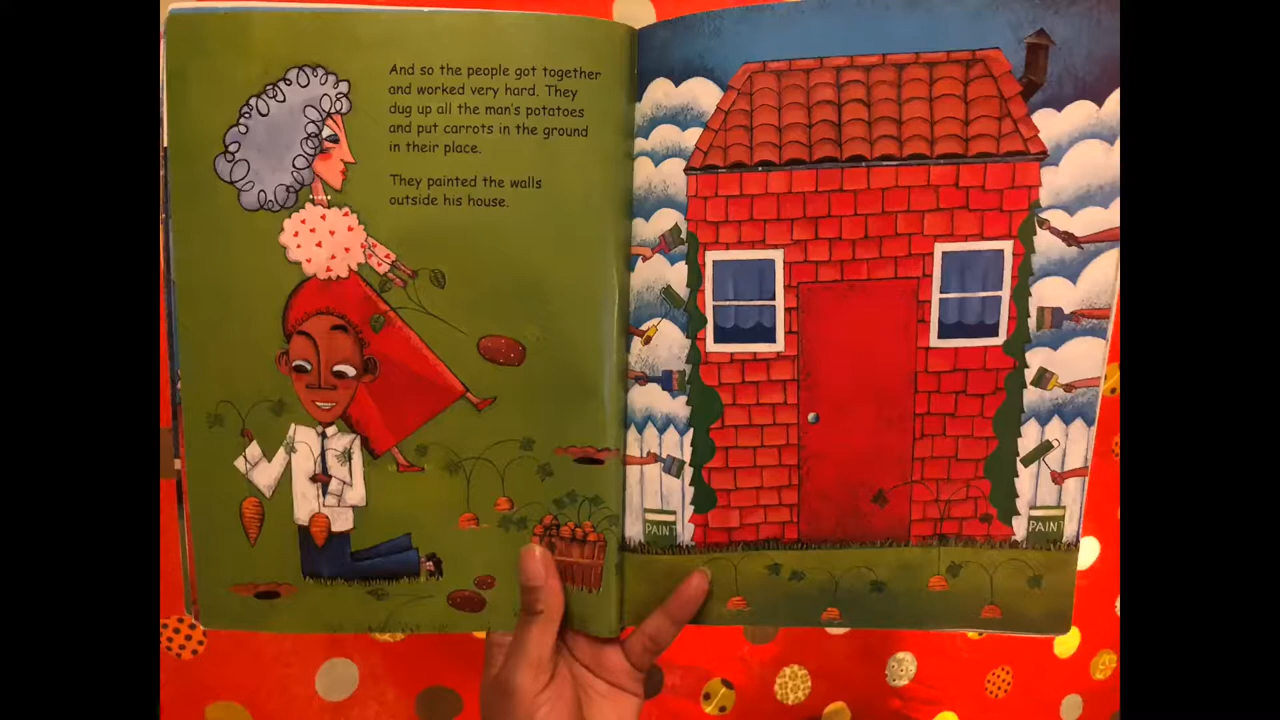 And so the people got together
and worked very hard. They
dug up all the man's potatoes
and put carrots in the ground
in their place.
They painted the walls
outside his house.
PAINT
PAINT